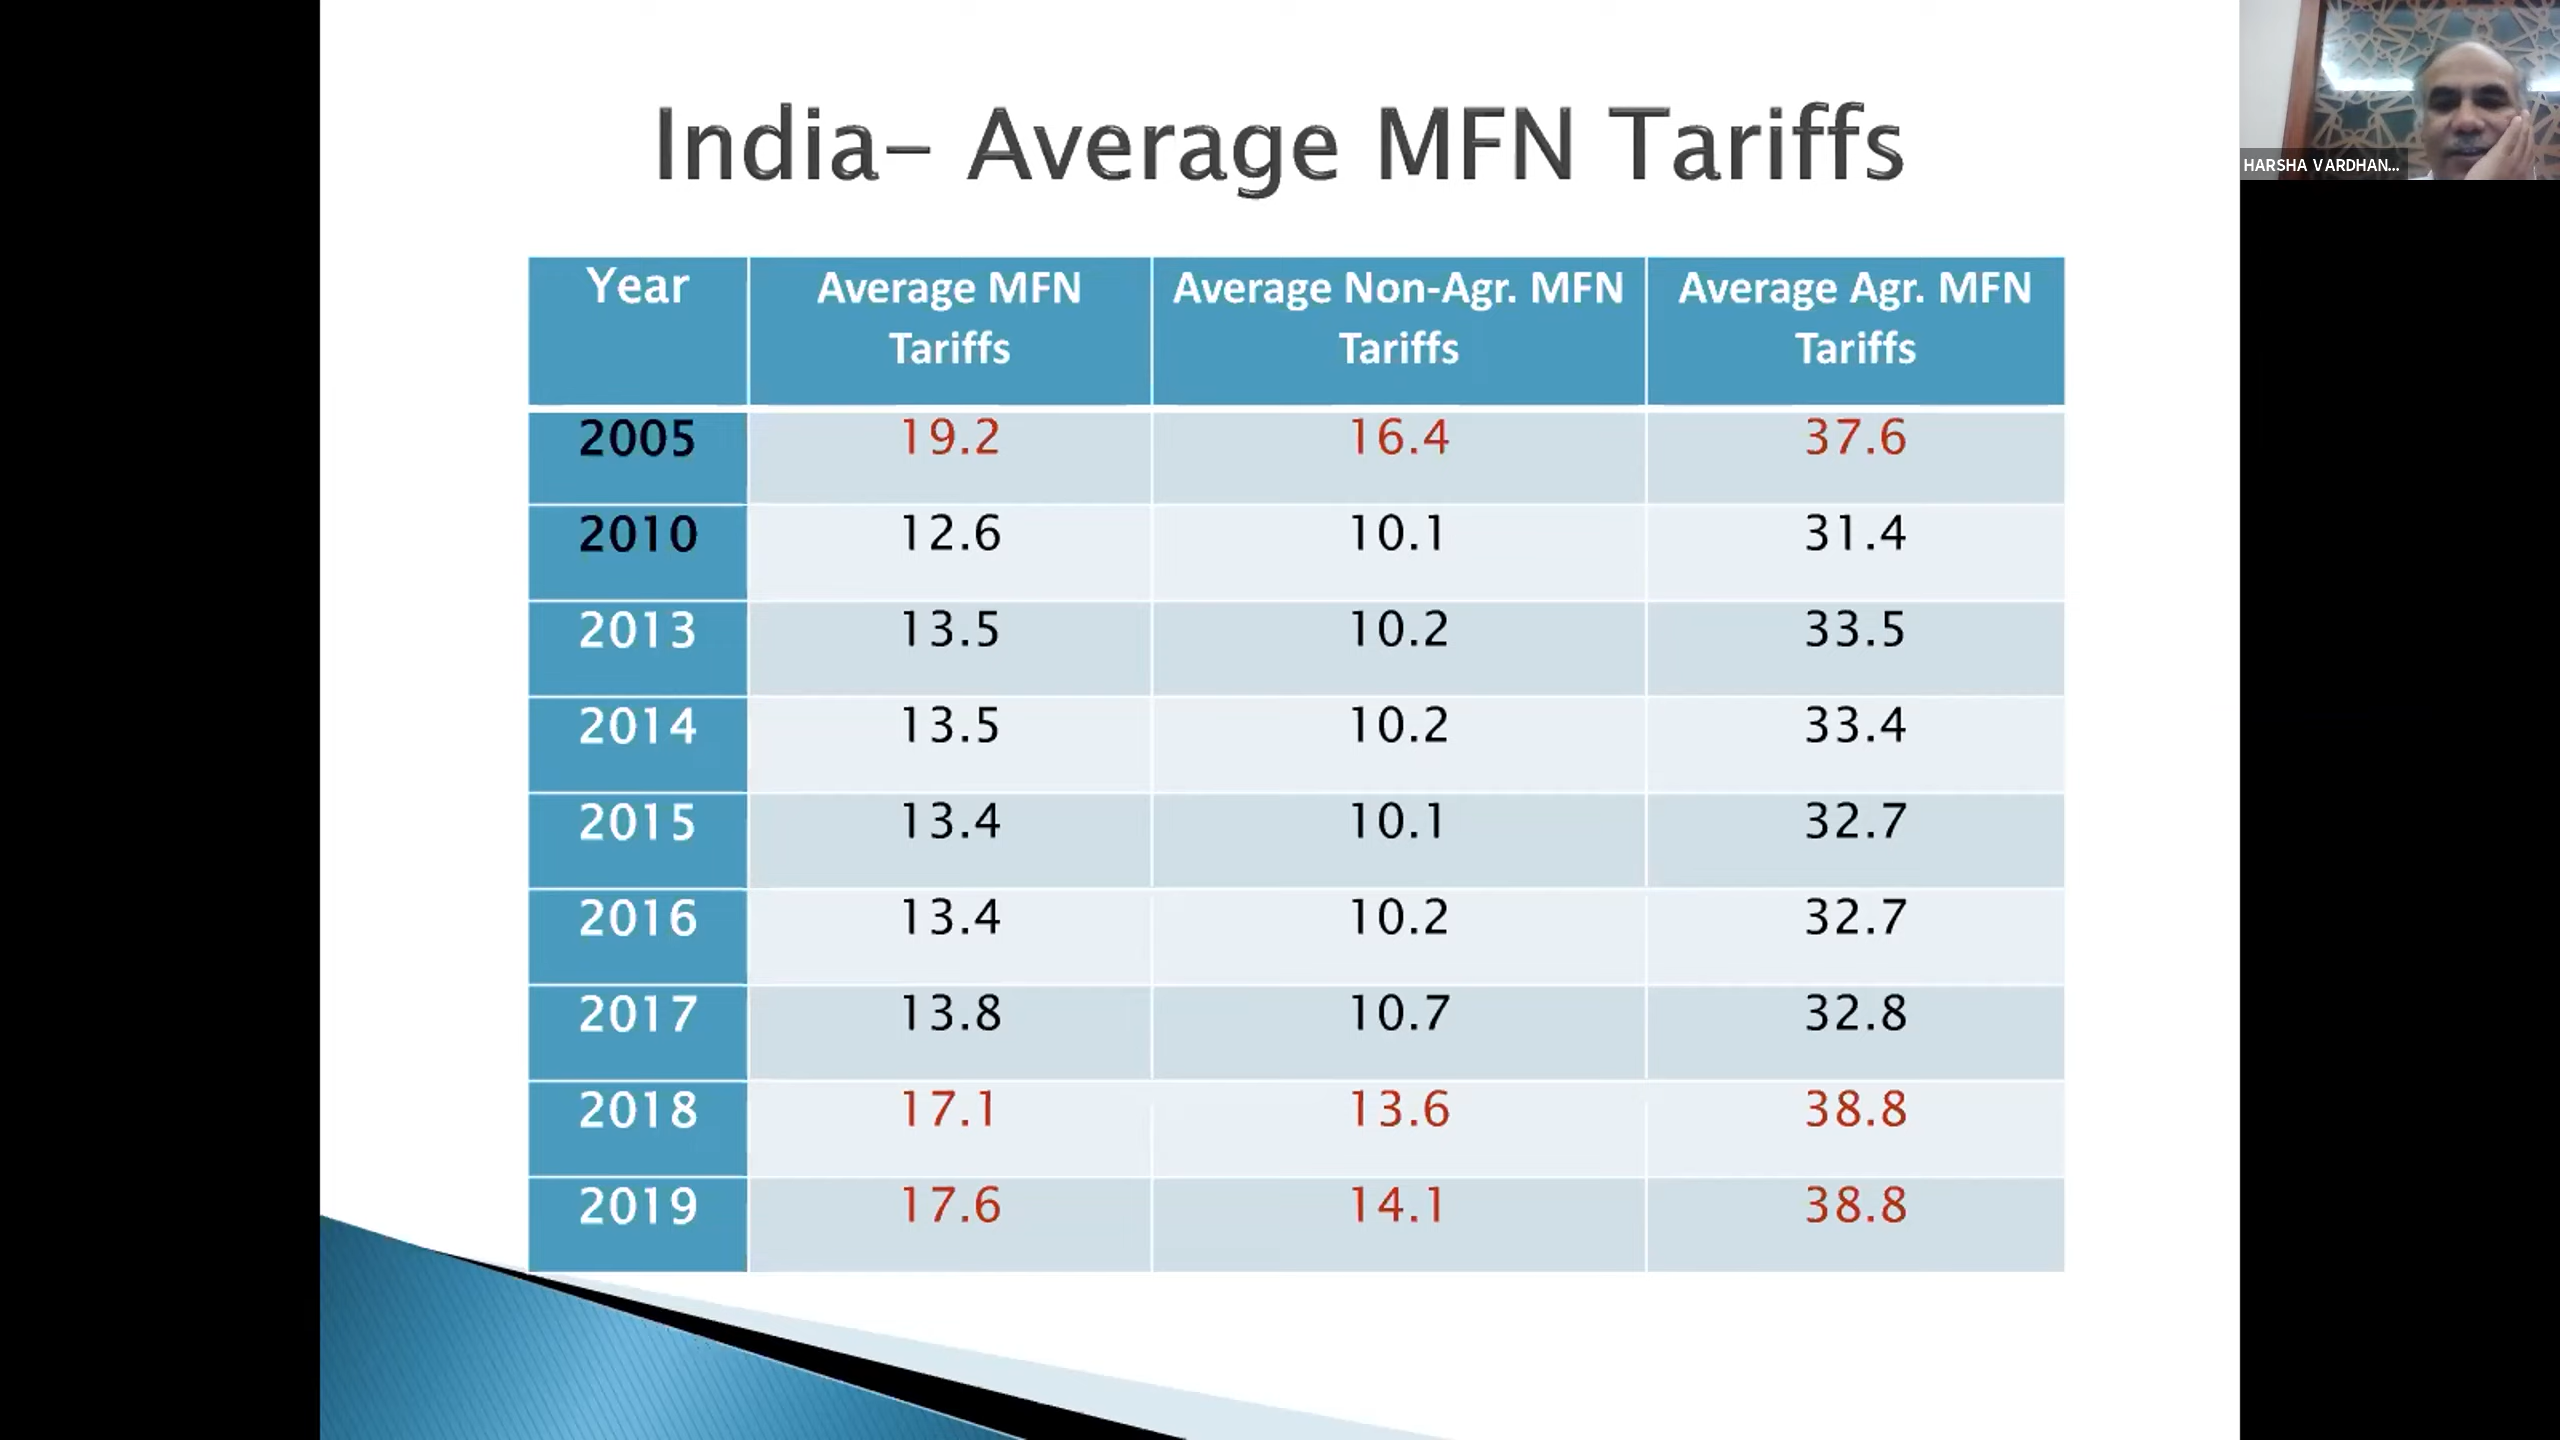 India- Average MFN Tariffs
HARSHA VARDHAN...
Year Average MFN Tariffs Average Non-Agr. MFN Tariffs Average Agr. MFN Tariffs
2005 19.2 16.4 37.6
2010 12.6 10.1 31.4
2013 13.5 10.2 33.5
2014 13.5 10.2 33.4
2015 13.4 10.1 32.7
2016 13.4 10.2 32.7
2017 13.8 10.7 32.8
2018 17.1 13.6 38.8
2019 17.6 14.1 38.8